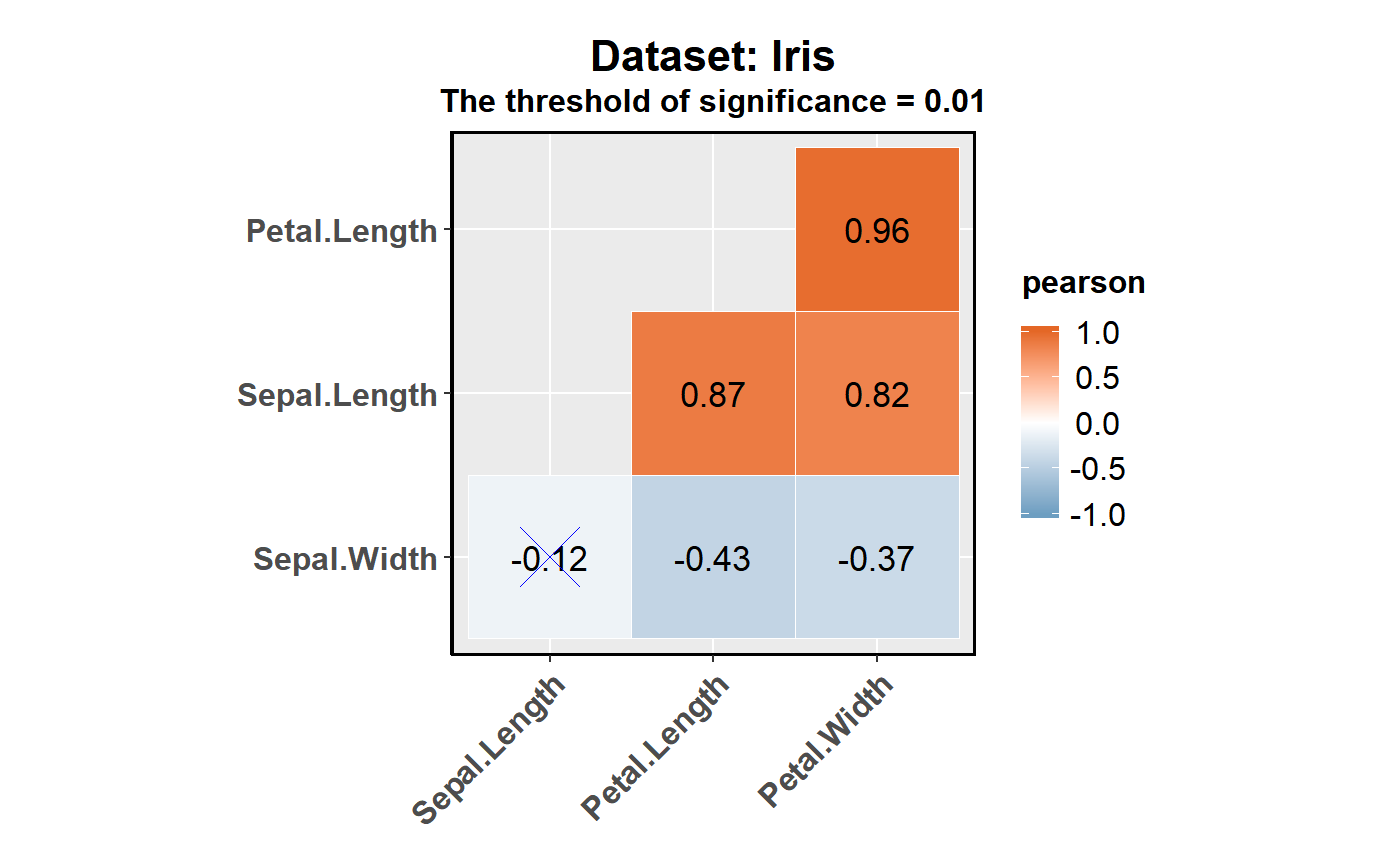 Dataset: Iris
The threshold of significance = 0.01
Petal.Length
0.96
Sepal.Length
0.87 0.82
Sepal.Width
-0.12 -0.43 -0.37
Sepal.Length
Petal.Length
Petal.Width
pearson
1.0
0.5
0.0
-0.5
-1.0